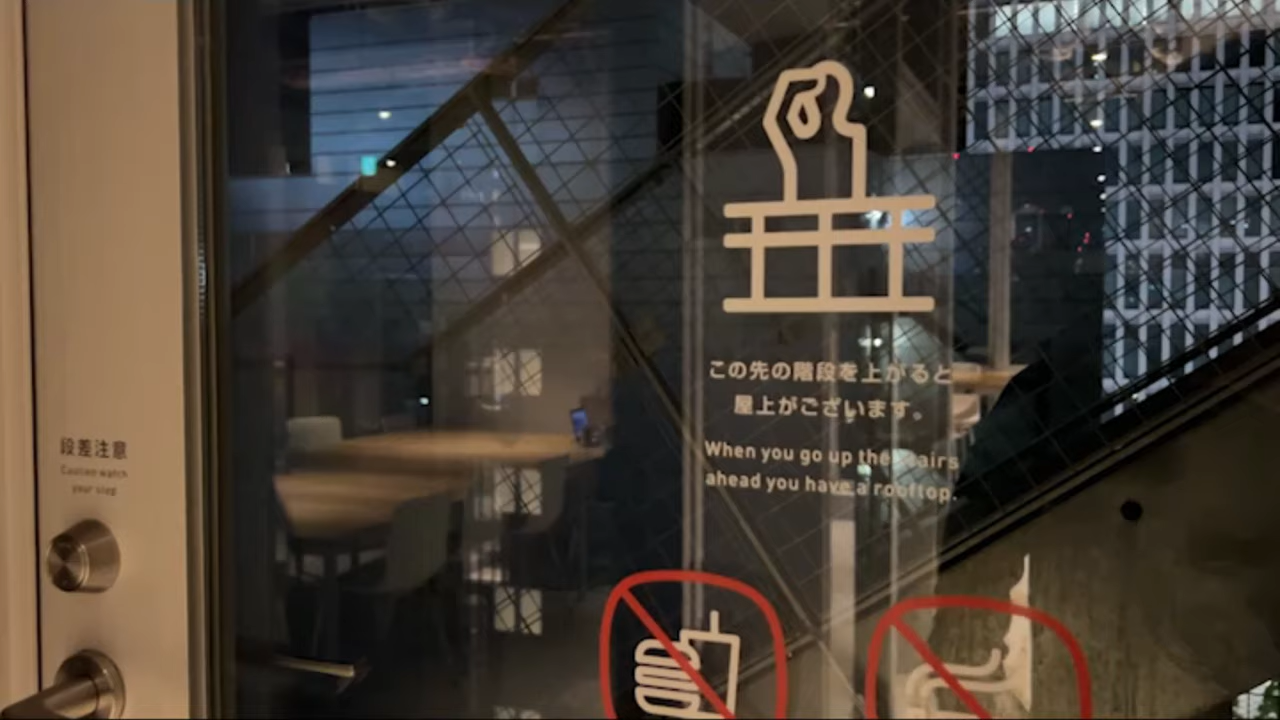 段差注意
Caution watch
your step
この先の階段を上がると
屋上がございます。
When you go up the stairs
ahead you have a rooftop.